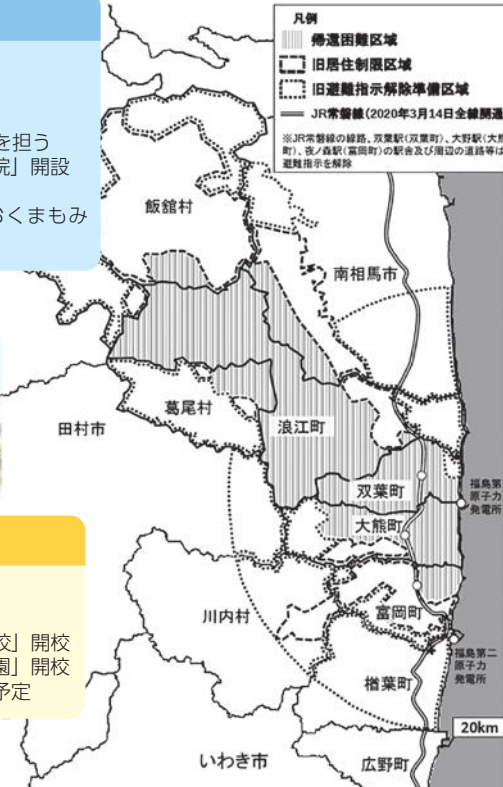 凡例
帰還困難区域
旧居住制限区域
旧避難指示解除準備区域
JR常磐線(2020年3月14日全線開通
※JR常磐線の線路、双葉駅(双葉町)、大野駅(大熊
町)、夜ノ森駅(富岡町)の駅舎及び周辺の道路等は
避難指示を解除
を担う
院」開設
おくまもみ
飯舘村
南相馬市
葛尾村
田村市
浪江町
双葉町
福島第一
原子力
発電所
大熊町
川内村
富岡町
校」開校
園」開校
予定
福島第二
原子力
発電所
楢葉町
20km
いわき市
広野町